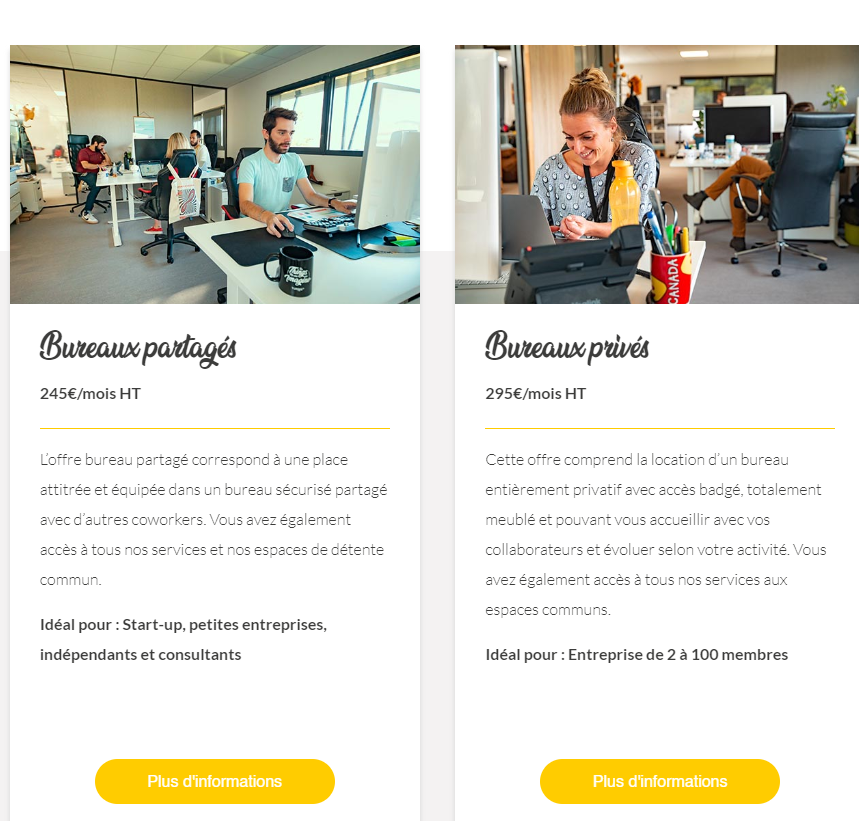 CANADA
Bureaux partagés
245€/mois HT
L’offre bureau partagé correspond à une place
attitrée et équipée dans un bureau sécurisé partagé
avec d’autres coworkers. Vous avez également
accès à tous nos services et nos espaces de détente
commun.
Idéal pour : Start-up, petites entreprises,
indépendants et consultants
Plus d'informations
Bureaux privés
295€/mois HT
Cette offre comprend la location d’un bureau
entièrement privatif avec accès badgé, totalement
meublé et pouvant vous accueillir avec vos
collaborateurs et évoluer selon votre activité. Vous
avez également accès à tous nos services aux
espaces communs.
Idéal pour : Entreprise de 2 à 100 membres
Plus d'informations